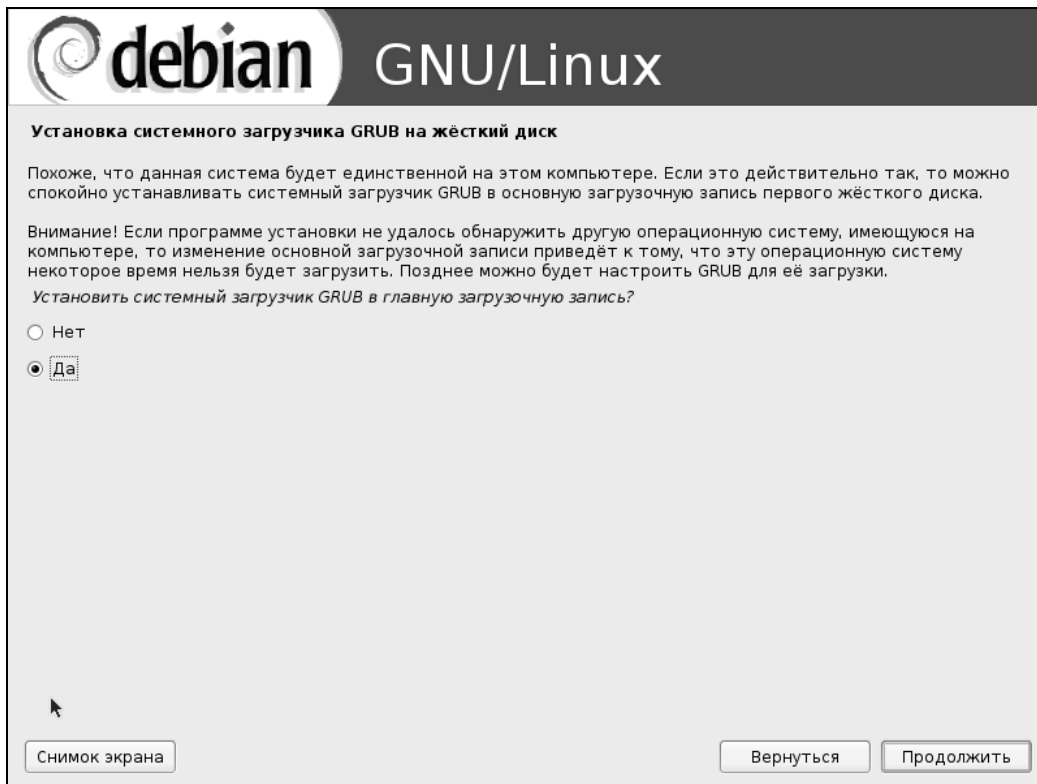 debian GNU/Linux
Установка системного загрузчика GRUB на жёсткий диск
Похоже, что данная система будет единственной на этом компьютере. Если это действительно так, то можно
спокойно устанавливать системный загрузчик GRUB в основную загрузочную запись первого жёсткого диска.
Внимание! Если программе установки не удалось обнаружить другую операционную систему, имеющуюся на
компьютере, то изменение основной загрузочной записи приведёт к тому, что эту операционную систему
некоторое время нельзя будет загрузить. Позднее можно будет настроить GRUB для её загрузки.
Установить системный загрузчик GRUB в главную загрузочную запись?
Нет
Да
Снимок экрана Вернуться Продолжить